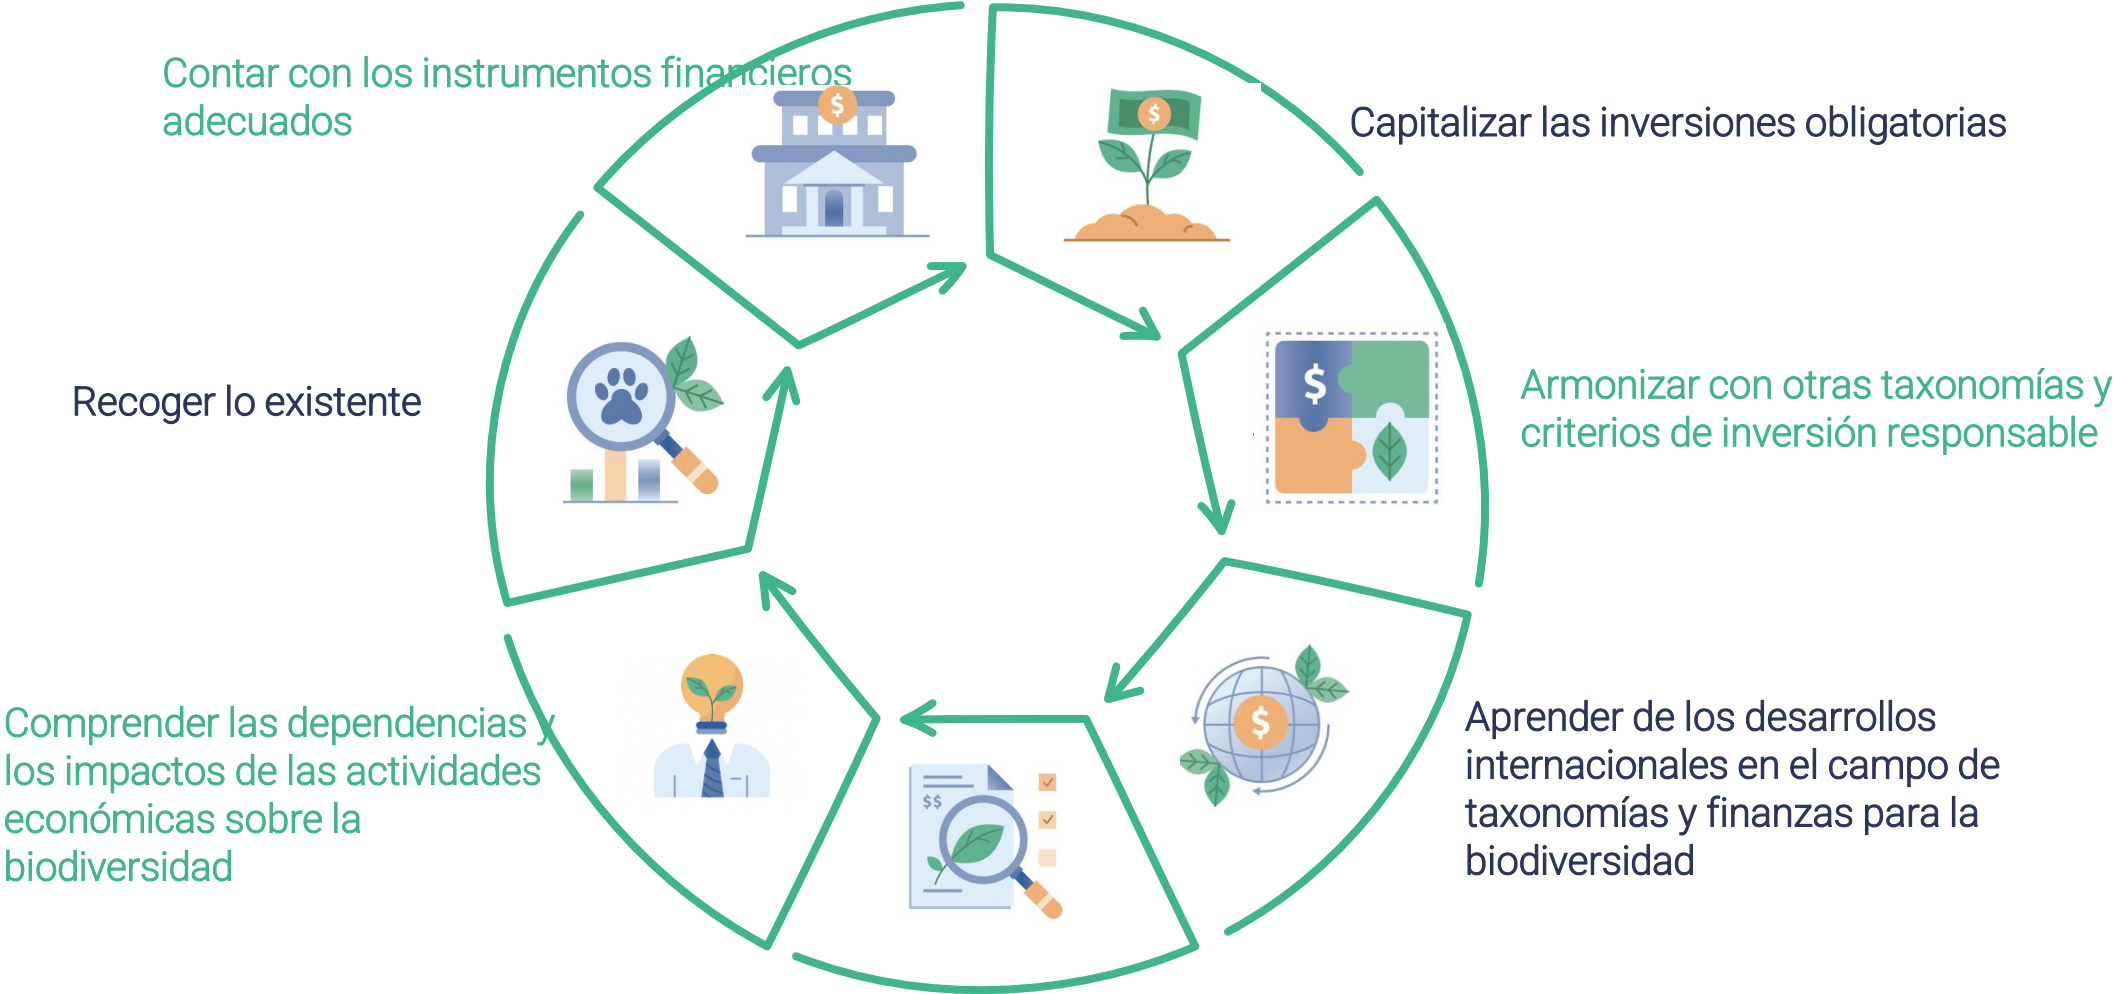 Contar con los instrumentos financieros
adecuados
Capitalizar las inversiones obligatorias
$
$
Recoger lo existente
Armonizar con otras taxonomías y
criterios de inversión responsable
$
Comprender las dependencias y
los impactos de las actividades
económicas sobre la
biodiversidad
Aprender de los desarrollos
internacionales en el campo de
taxonomías y finanzas para la
biodiversidad
$
$$